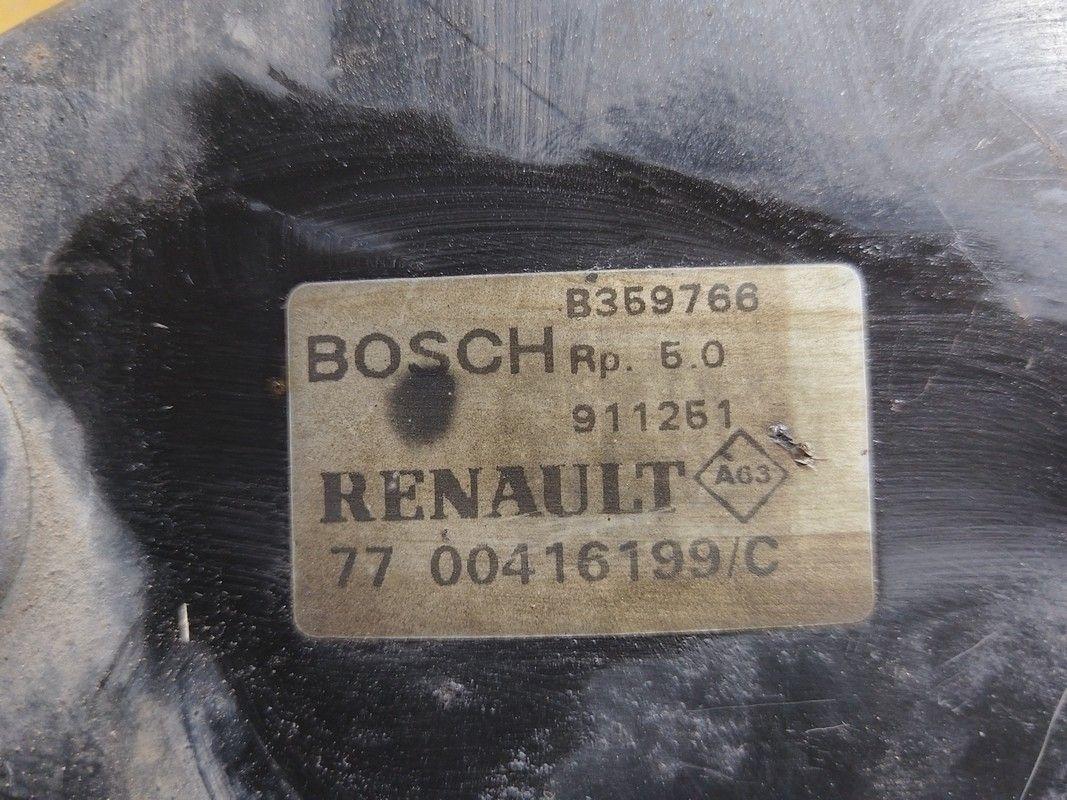 B359766
BOSCH Rp. 5.0
911251
RENAULT A63
77 00416199/C